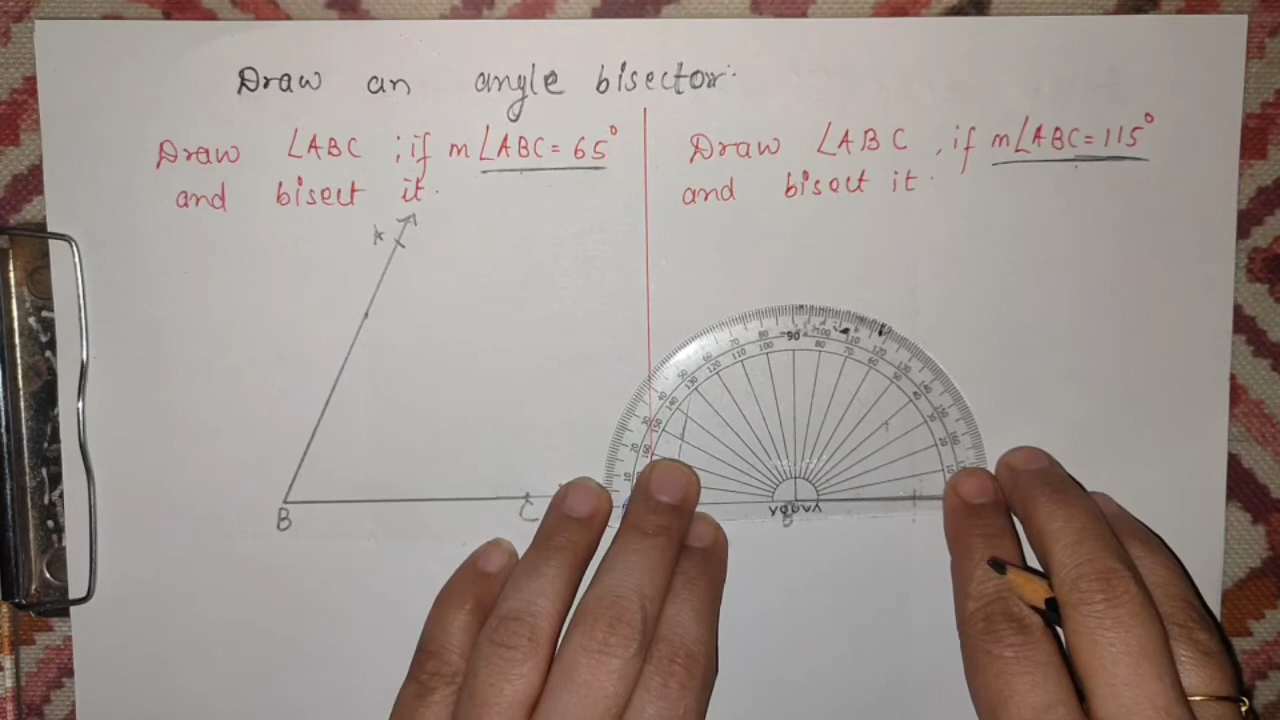 Draw an angle bisector.
Draw ∠ABC ; if m∠ABC = 65°
and bisect it.
Draw ∠ABC , if m∠ABC = 115°
and bisect it.
A
B
C
B
90